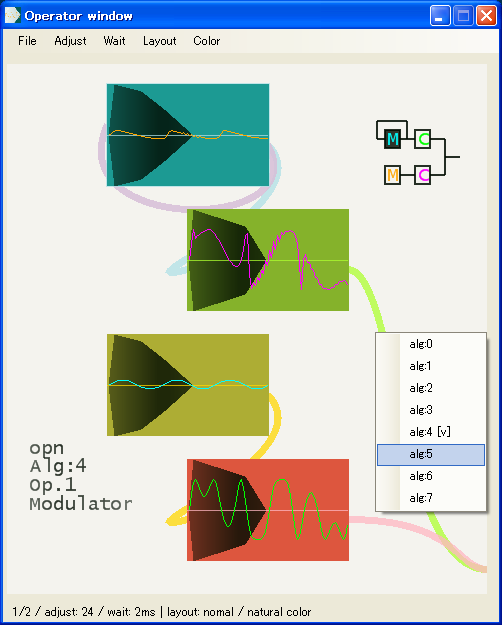 Operator window
File Adjust Wait Layout Color
M C
M C
alg:0
alg:1
alg:2
alg:3
alg:4 [v]
alg:5
alg:6
alg:7
opn
Alg:4
Op.1
Modulator
1/2 / adjust: 24 / wait: 2ms | layout: nomal / natural color